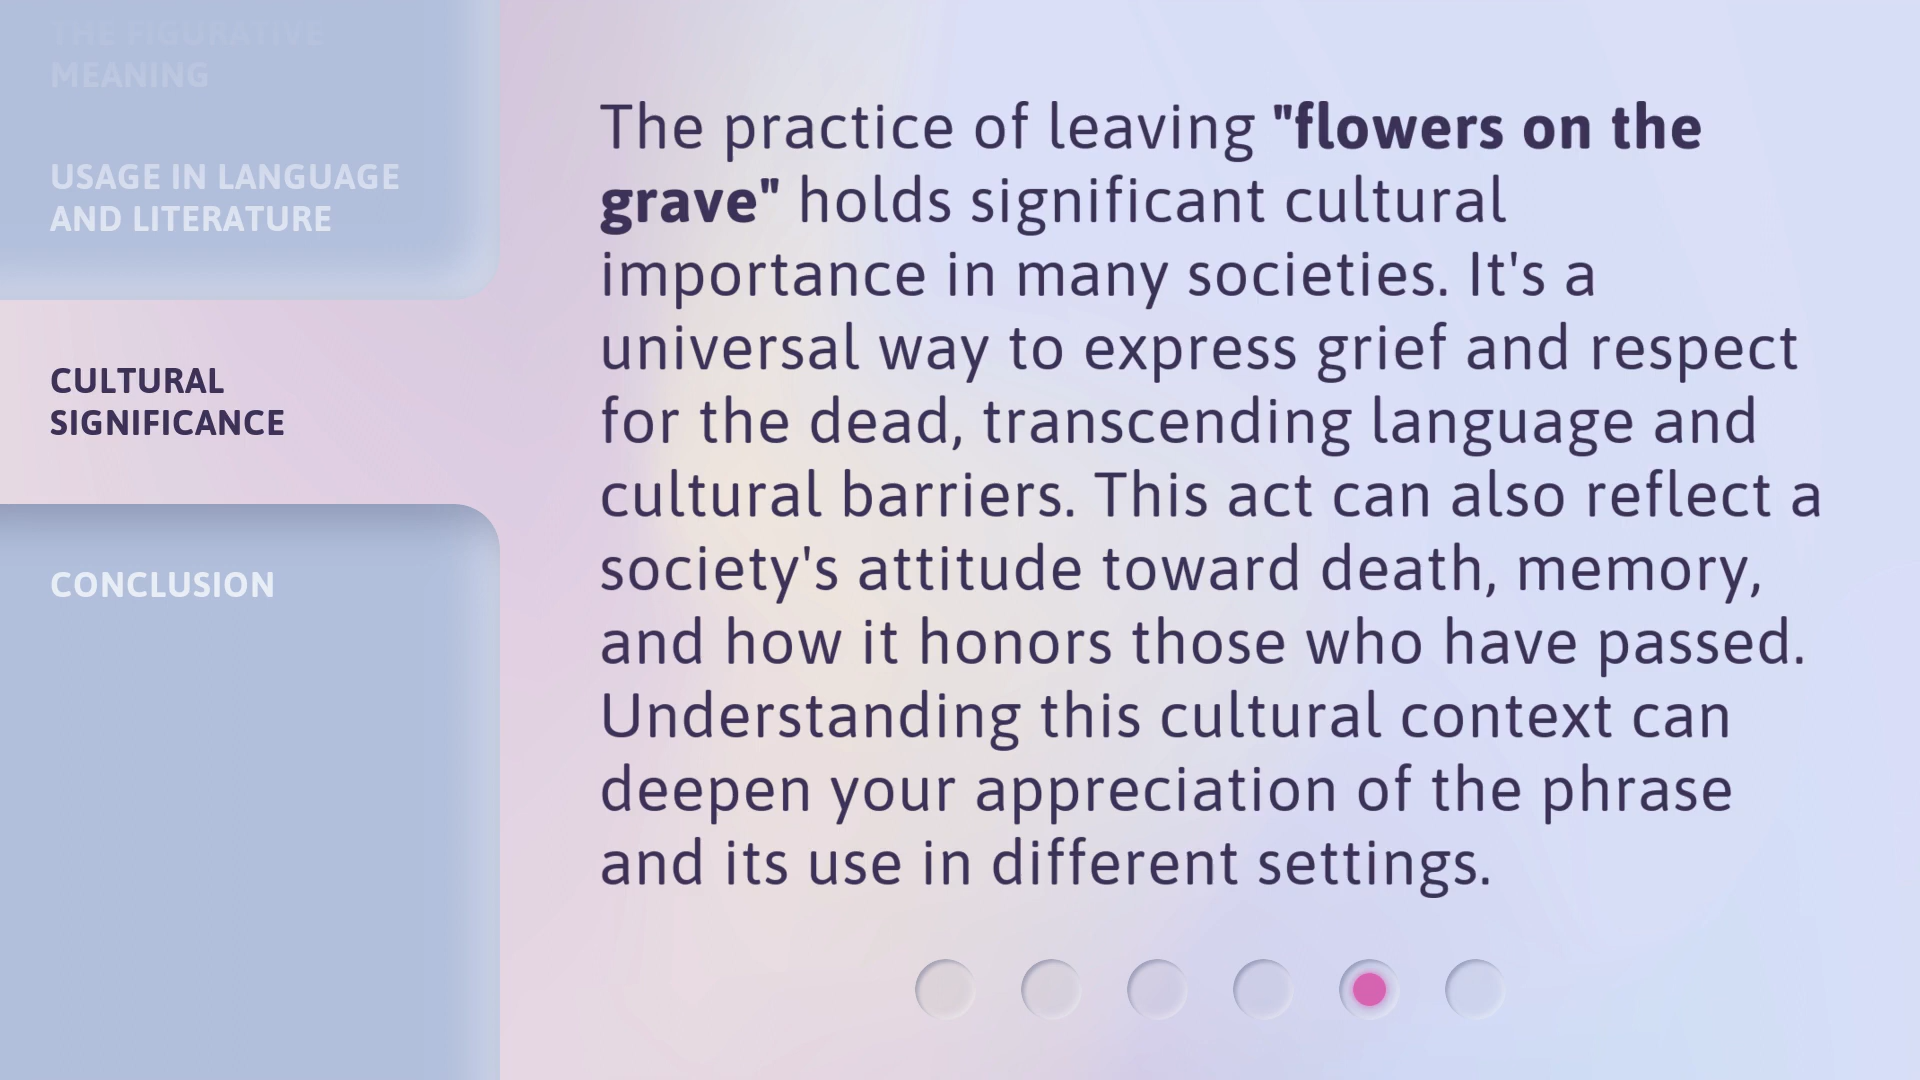 THE FIGURATIVE
MEANING
USAGE IN LANGUAGE
AND LITERATURE
CULTURAL
SIGNIFICANCE
CONCLUSION
The practice of leaving "flowers on the
grave" holds significant cultural
importance in many societies. It's a
universal way to express grief and respect
for the dead, transcending language and
cultural barriers. This act can also reflect a
society's attitude toward death, memory,
and how it honors those who have passed.
Understanding this cultural context can
deepen your appreciation of the phrase
and its use in different settings.